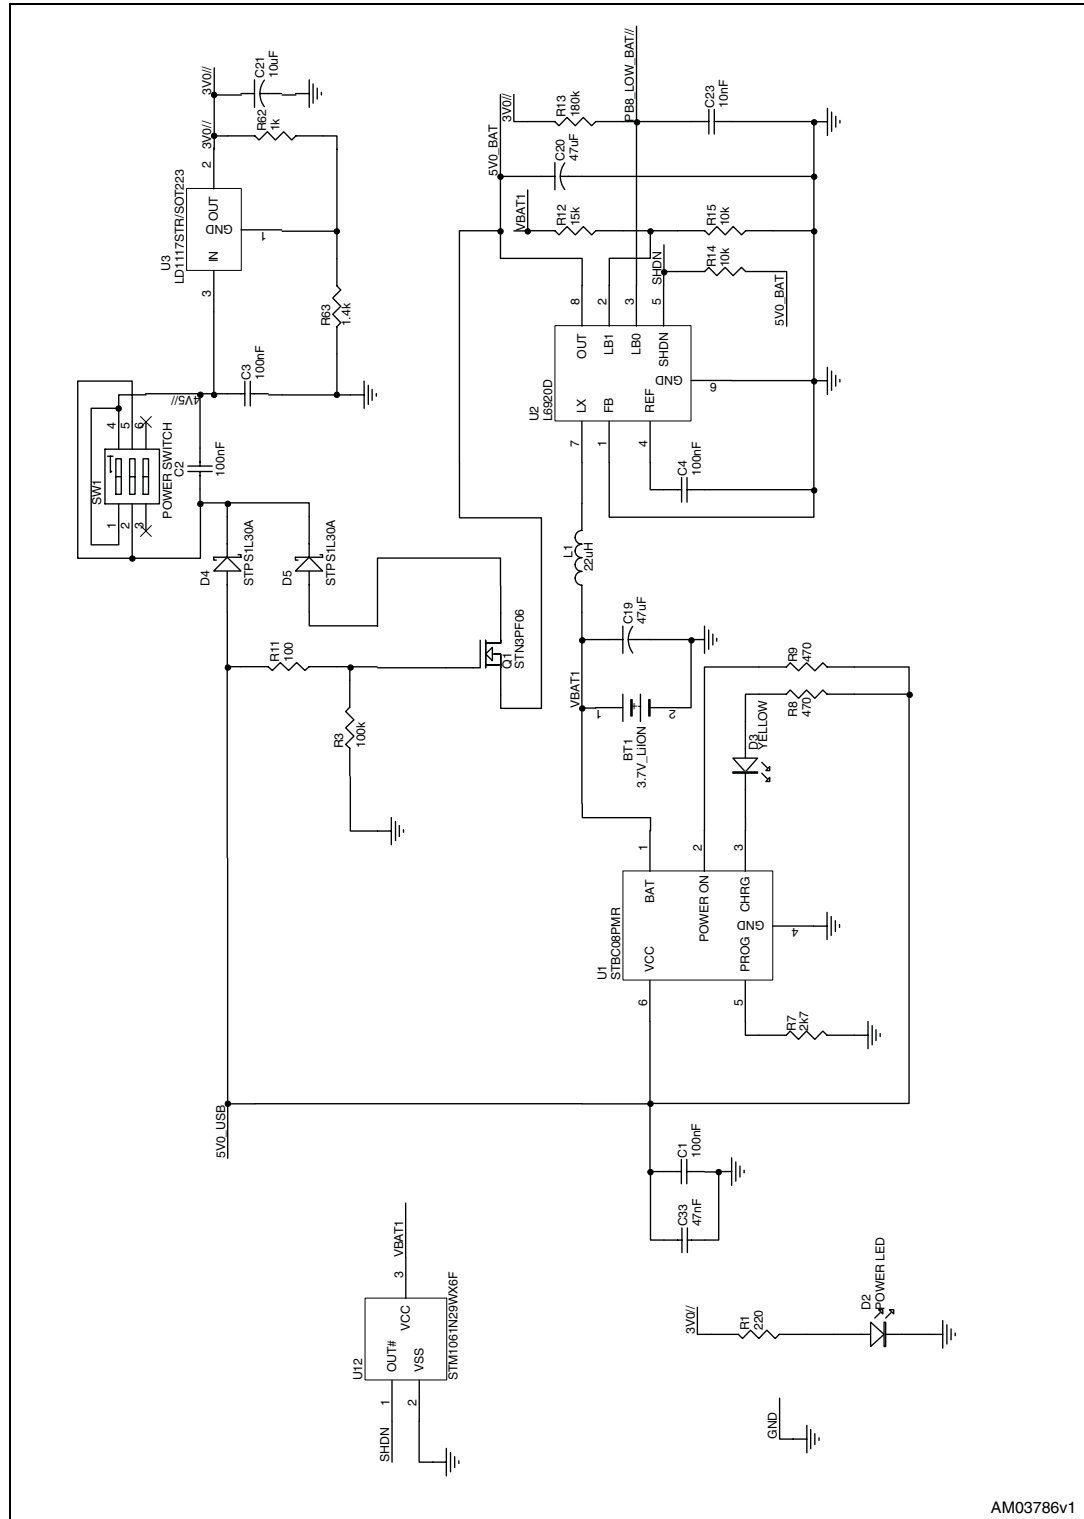 U3
LD1117STR/SOT223
IN
GND
OUT
3
1
2
3V0//
3V0//
C21
10uF
R62
1k
R63
1.4k
C3
100nF
4V5//
SW1
POWER SWITCH
1
2
3
4
5
6
C2
100nF
D4
STPS1L30A
D5
STPS1L30A
R11
100
R3
100k
Q1
STN3PF06
5V0_USB
U2
L6920D
LX
FB
REF
OUT
LB1
LB0
SHDN
GND
7
1
4
8
2
3
5
6
5V0_BAT
3V0//
R13
180k
PB8_LOW_BAT//
C20
47uF
C23
10nF
VBAT1
R12
15k
R15
10k
SHDN
R14
10k
5V0_BAT
C4
100nF
L1
22uH
C19
47uF
VBAT1
1
2
+
BT1
3.7V_LiION
R9
470
R8
470
D3
YELLOW
U1
STBC08PMR
VCC
PROG
BAT
POWER ON
CHRG
GND
6
5
1
2
3
4
R7
2k7
C1
100nF
C33
47nF
U12
STM1061N29WX6F
OUT#
VSS
VCC
1
2
3
SHDN
VBAT1
3V0//
R1
220
D2
POWER LED
GND
AM03786v1